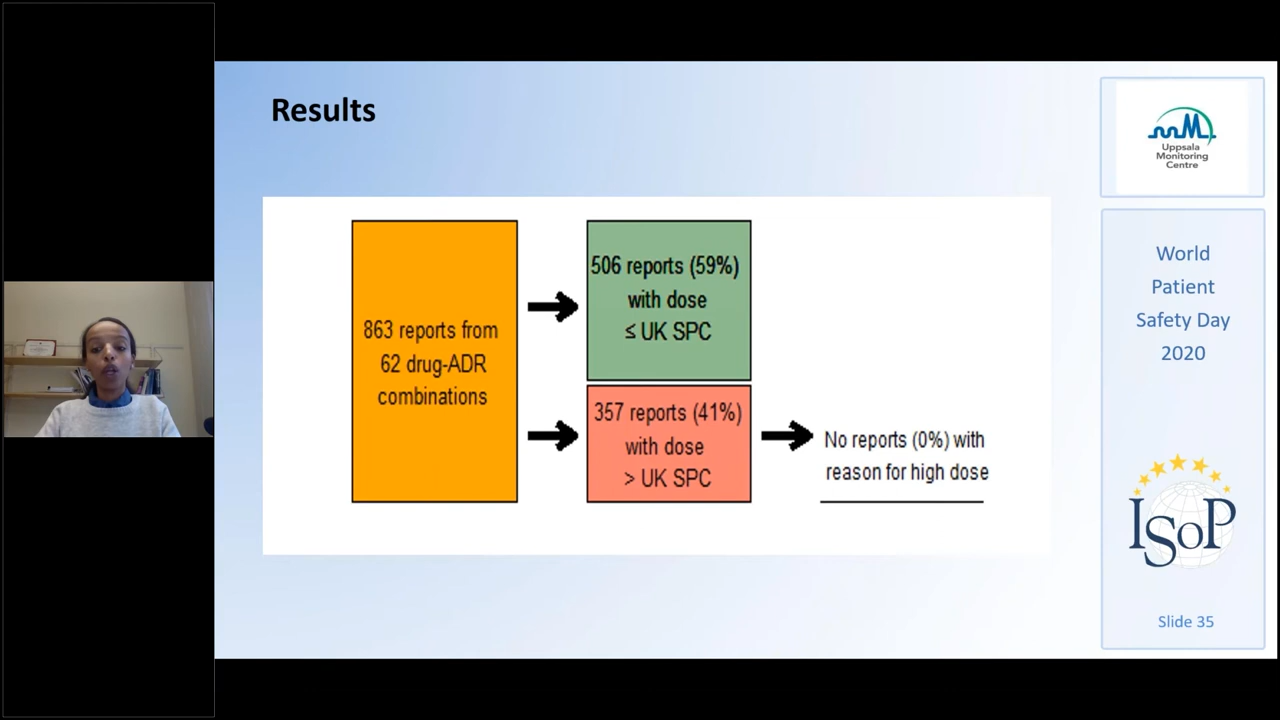 Results
863 reports from
62 drug-ADR
combinations
506 reports (59%)
with dose
≤ UK SPC
357 reports (41%)
with dose
> UK SPC
No reports (0%) with
reason for high dose
Uppsala
Monitoring
Centre
World
Patient
Safety Day
2020
ISoP
Slide 35